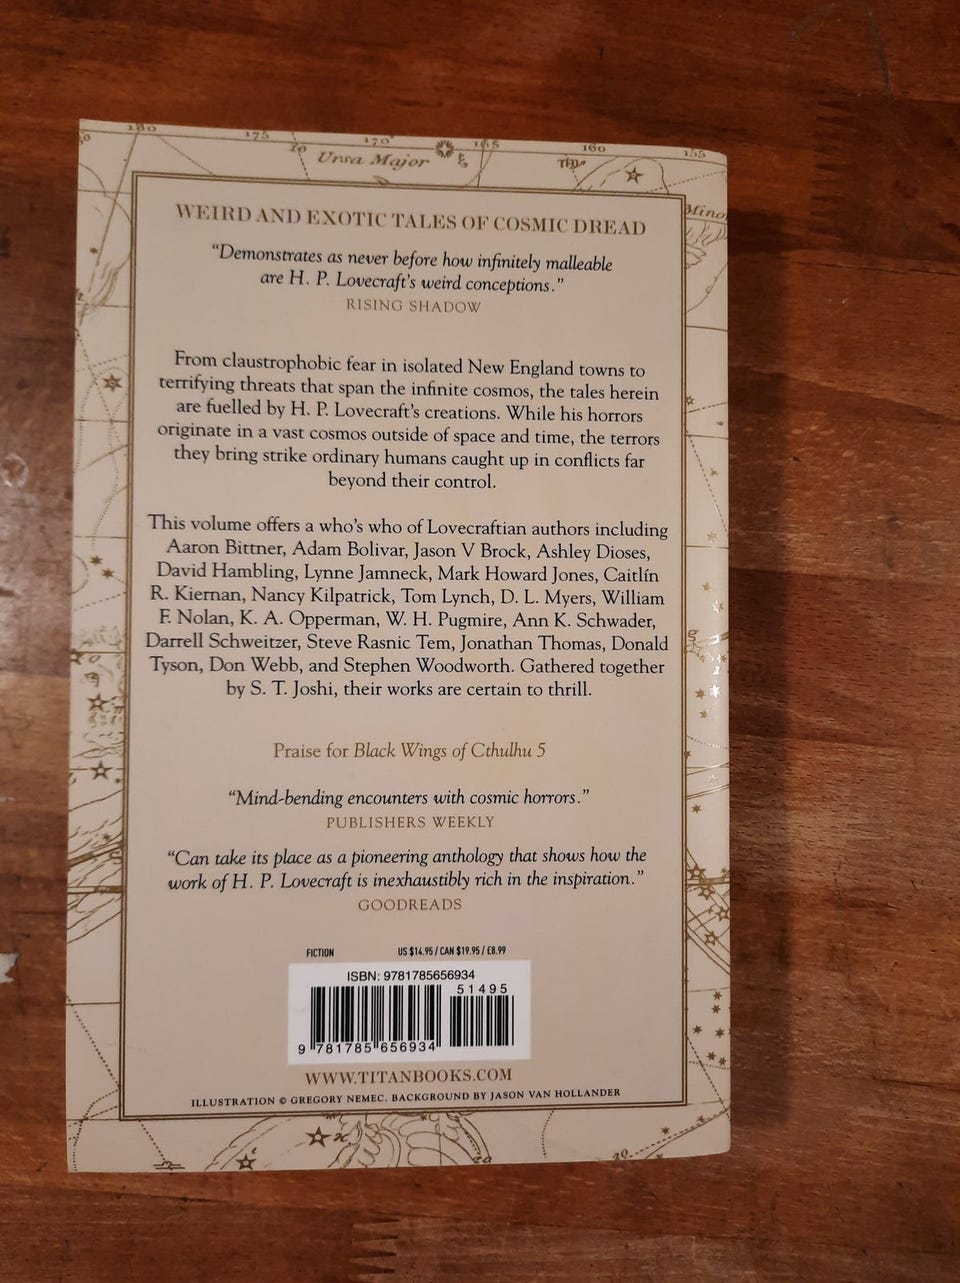 180 175 170 165 160 155
10
Ursa Major ξ
Minor
WEIRD AND EXOTIC TALES OF COSMIC DREAD
“Demonstrates as never before how infinitely malleable
are H. P. Lovecraft’s weird conceptions.”
RISING SHADOW
From claustrophobic fear in isolated New England towns to
terrifying threats that span the infinite cosmos, the tales herein
are fuelled by H. P. Lovecraft’s creations. While his horrors
originate in a vast cosmos outside of space and time, the terrors
they bring strike ordinary humans caught up in conflicts far
beyond their control.
This volume offers a who’s who of Lovecraftian authors including
Aaron Bittner, Adam Bolivar, Jason V Brock, Ashley Dioses,
David Hambling, Lynne Jamneck, Mark Howard Jones, Caitlín
R. Kiernan, Nancy Kilpatrick, Tom Lynch, D. L. Myers, William
F. Nolan, K. A. Opperman, W. H. Pugmire, Ann K. Schwader,
Darrell Schweitzer, Steve Rasnic Tem, Jonathan Thomas, Donald
Tyson, Don Webb, and Stephen Woodworth. Gathered together
by S. T. Joshi, their works are certain to thrill.
Praise for Black Wings of Cthulhu 5
“Mind-bending encounters with cosmic horrors.”
PUBLISHERS WEEKLY
“Can take its place as a pioneering anthology that shows how the
work of H. P. Lovecraft is inexhaustibly rich in the inspiration.”
GOODREADS
FICTION US $14.95 / CAN $19.95 / £8.99
ISBN: 9781785656934
51495
9 781785 656934
WWW.TITANBOOKS.COM
ILLUSTRATION © GREGORY NEMEC. BACKGROUND BY JASON VAN HOLLANDER